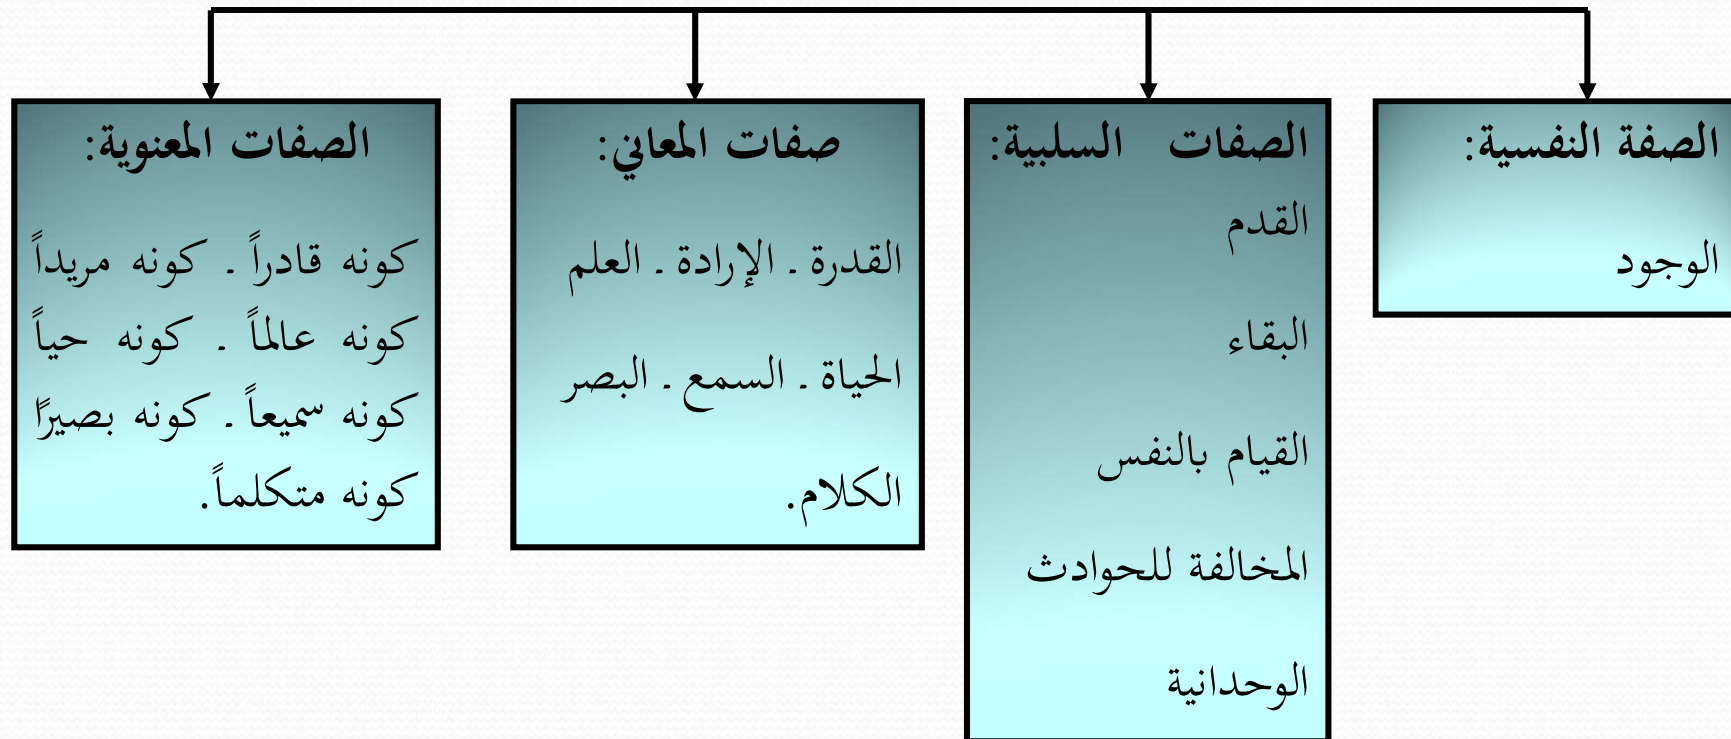 الصفة النفسية:
الوجود
الصفات السلبية:
القدم
البقاء
القيام بالنفس
المخالفة للحوادث
الوحدانية
صفات المعاني:
القدرة ـ الإرادة ـ العلم
الحياة ـ السمع ـ البصر
الكلام.
الصفات المعنوية:
كونه قادراً ـ كونه مريداً
كونه عالماً ـ كونه حياً
كونه سميعاً ـ كونه بصيرًا
كونه متكلماً.